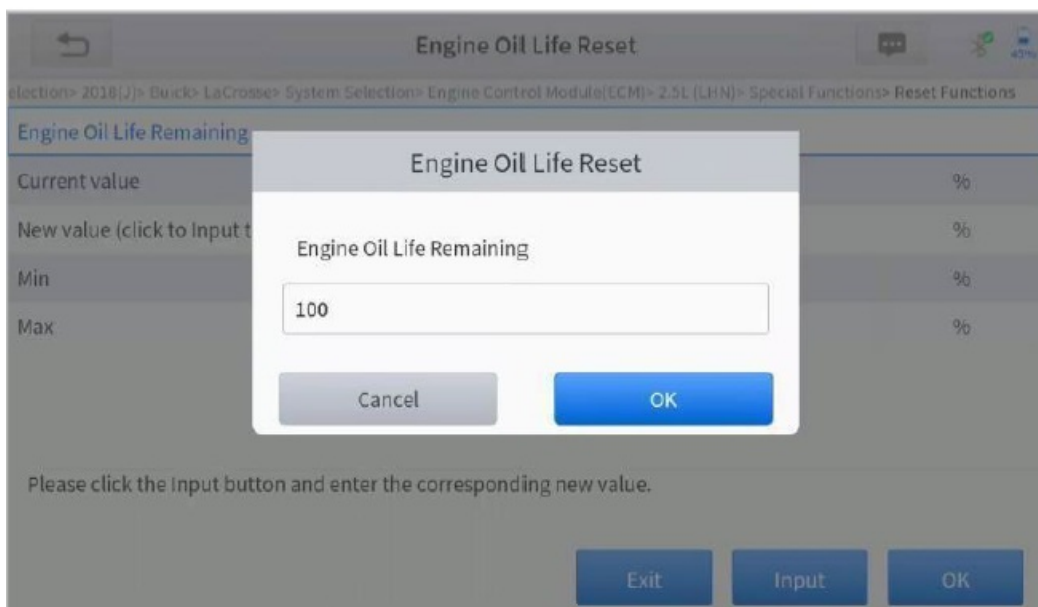 Engine Oil Life Reset
43%
election> 2018(J)> Buick> LaCrosse> System Selection> Engine Control Module(ECM)> 2.5L (LHN)> Special Functions> Reset Functions
Engine Oil Life Remaining
Current value %
New value (click to Input t %
Min %
Max %
Engine Oil Life Reset
Engine Oil Life Remaining
100
Cancel OK
Please click the Input button and enter the corresponding new value.
Exit Input OK